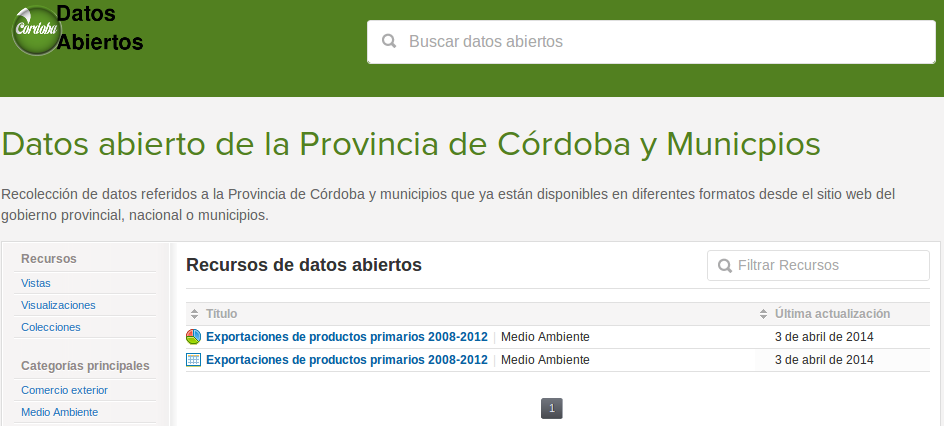 Córdoba
Datos
Abiertos
Buscar datos abiertos
Datos abierto de la Provincia de Córdoba y Municpios
Recolección de datos referidos a la Provincia de Córdoba y municipios que ya están disponibles en diferentes formatos desde el sitio web del
gobierno provincial, nacional o municipios.
Recursos
Vistas
Visualizaciones
Colecciones
Categorías principales
Comercio exterior
Medio Ambiente
Recursos de datos abiertos
Filtrar Recursos
Título Última actualización
Exportaciones de productos primarios 2008-2012 | Medio Ambiente 3 de abril de 2014
Exportaciones de productos primarios 2008-2012 | Medio Ambiente 3 de abril de 2014
1